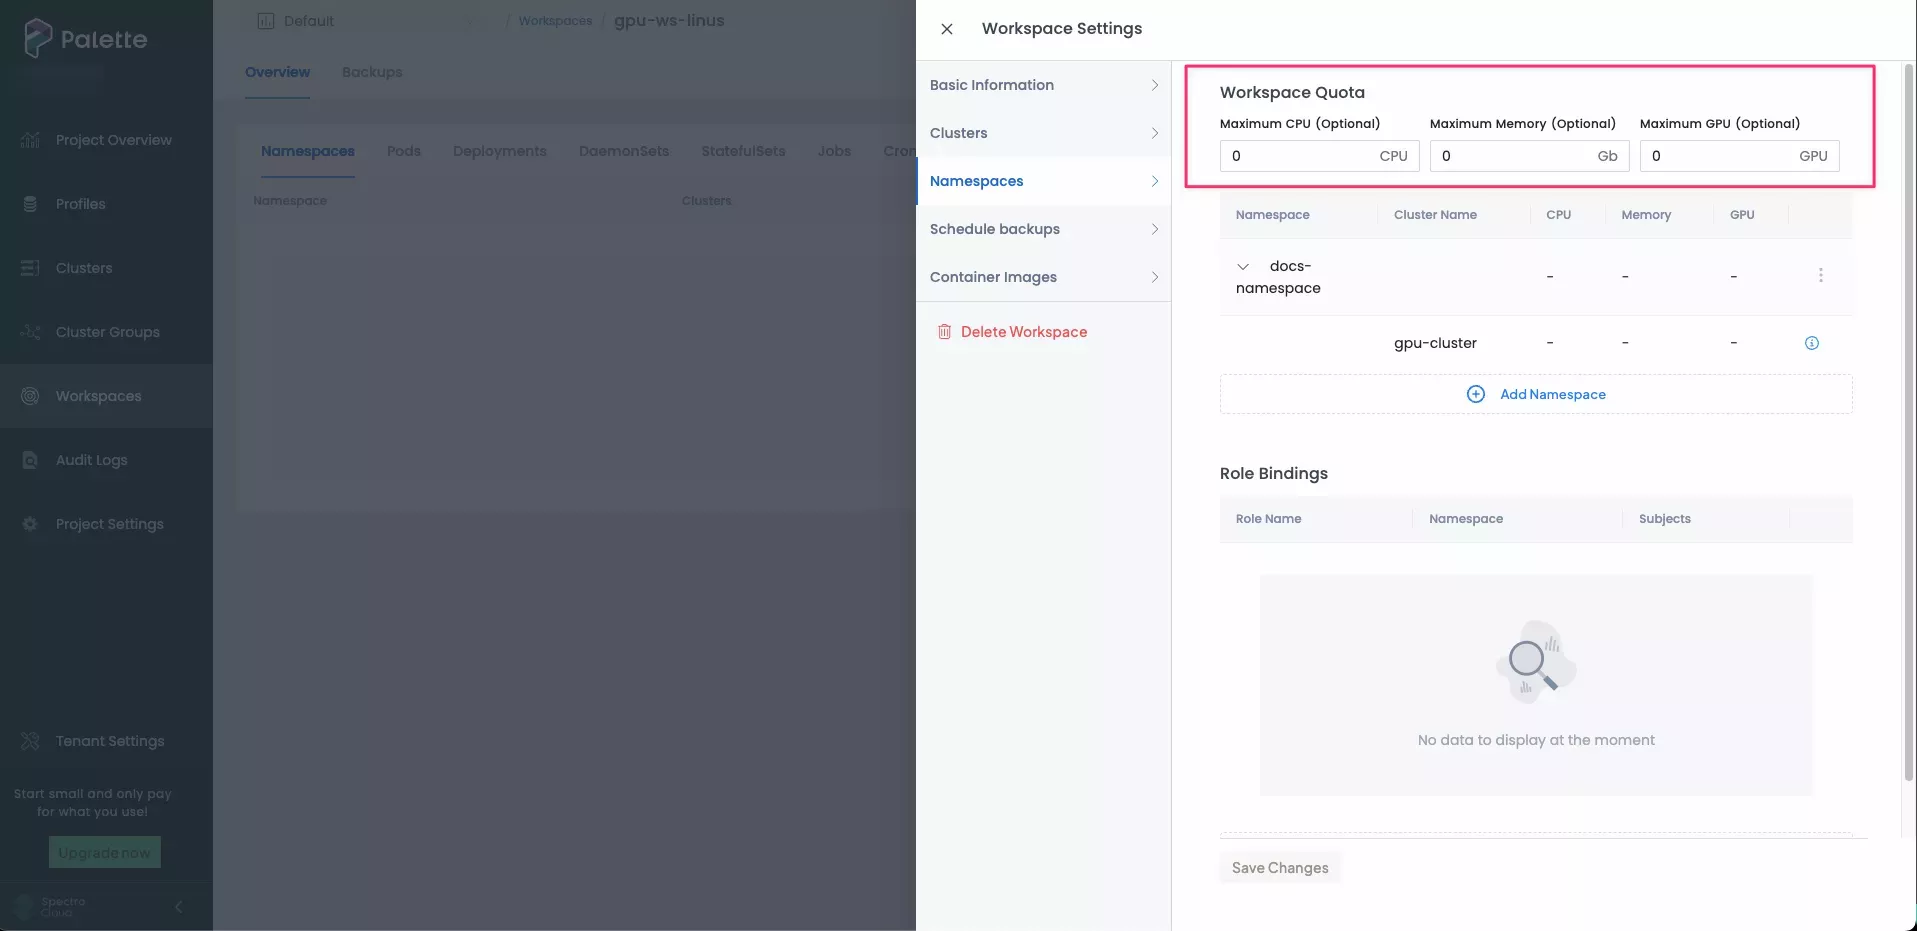 Palette
Project Overview
Profiles
Clusters
Cluster Groups
Workspaces
Audit Logs
Project Settings
Tenant Settings
Start small and only pay
for what you use!
Upgrade now
Spectro
Cloud
Default / Workspaces / gpu-ws-linus
Overview Backups
Namespaces Pods Deployments DaemonSets StatefulSets Jobs Cron
Namespace Clusters
Workspace Settings
Basic Information
Clusters
Namespaces
Schedule backups
Container Images
Delete Workspace
Workspace Quota
Maximum CPU (Optional) Maximum Memory (Optional) Maximum GPU (Optional)
0 CPU 0 Gb 0 GPU
Namespace Cluster Name CPU Memory GPU
docs-
namespace - - -
gpu-cluster - - -
Add Namespace
Role Bindings
Role Name Namespace Subjects
No data to display at the moment
Save Changes